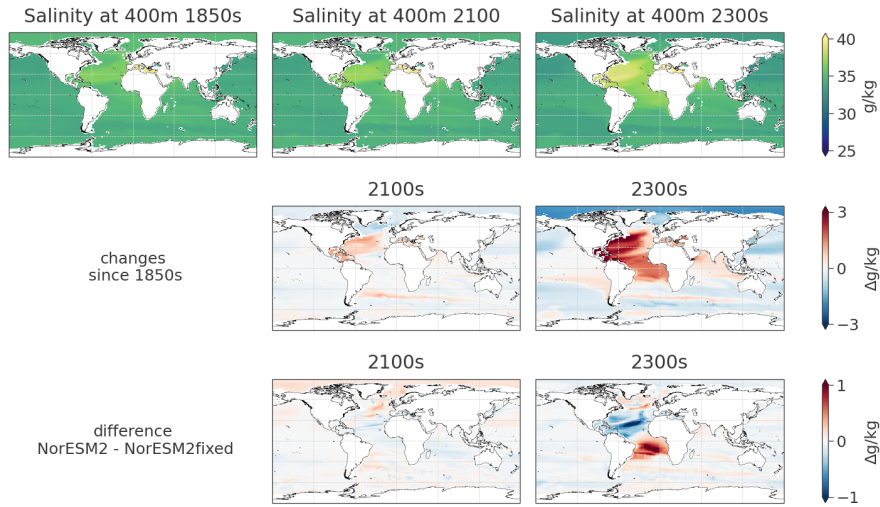 Salinity at 400m 1850s
Salinity at 400m 2100
Salinity at 400m 2300s
40
35
30
25
g/kg
changes
since 1850s
2100s
2300s
3
0
−3
Δg/kg
difference
NorESM2 - NorESM2fixed
2100s
2300s
1
0
−1
Δg/kg